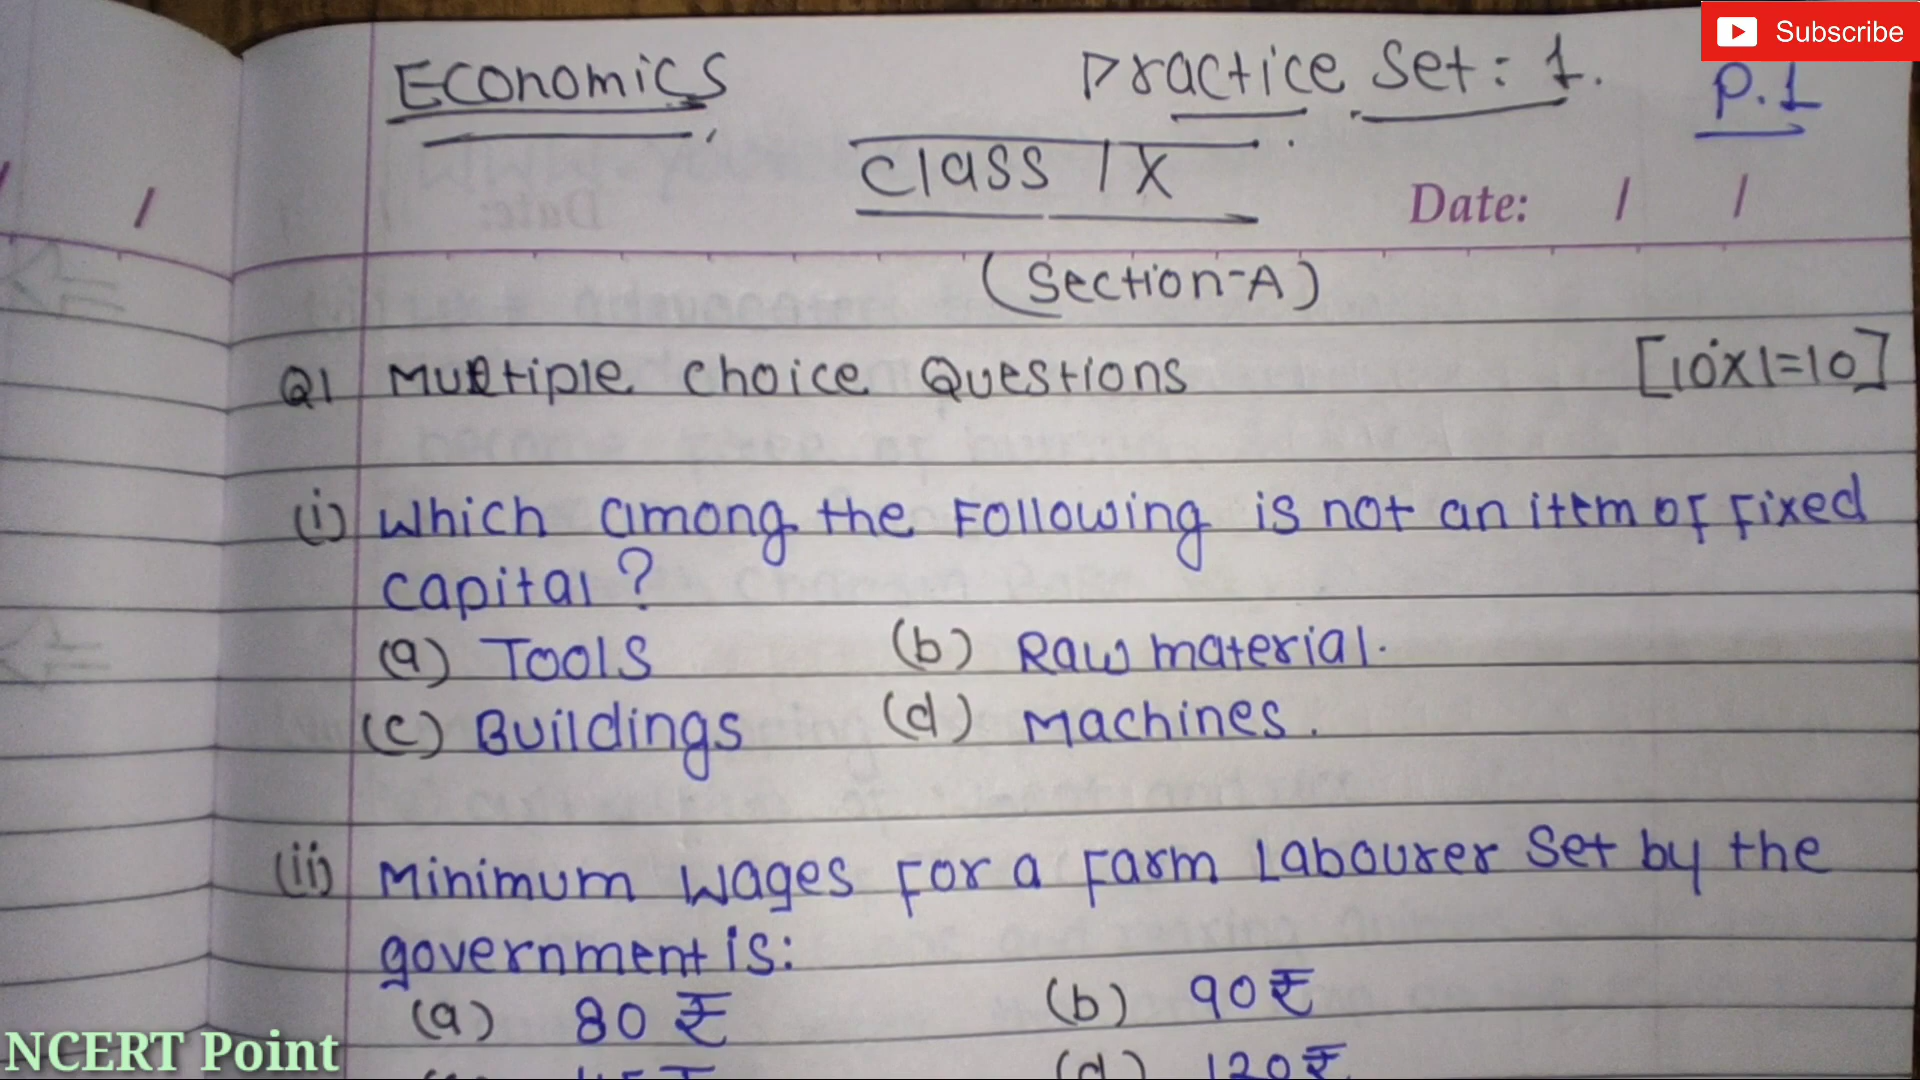 Subscribe
Economics Practice Set: 1. P.1
Class IX
Date: / /
(Section-A)
Q1 Multiple Choice Questions [10x1=10]
(i) Which among the Following is not an item of Fixed
capital?
(a) Tools (b) Raw material.
(c) Buildings (d) Machines.
(ii) Minimum Wages For a Farm Labourer Set by the
government is:
(a) 80 ₹ (b) 90 ₹
(d) 120 ₹
NCERT Point